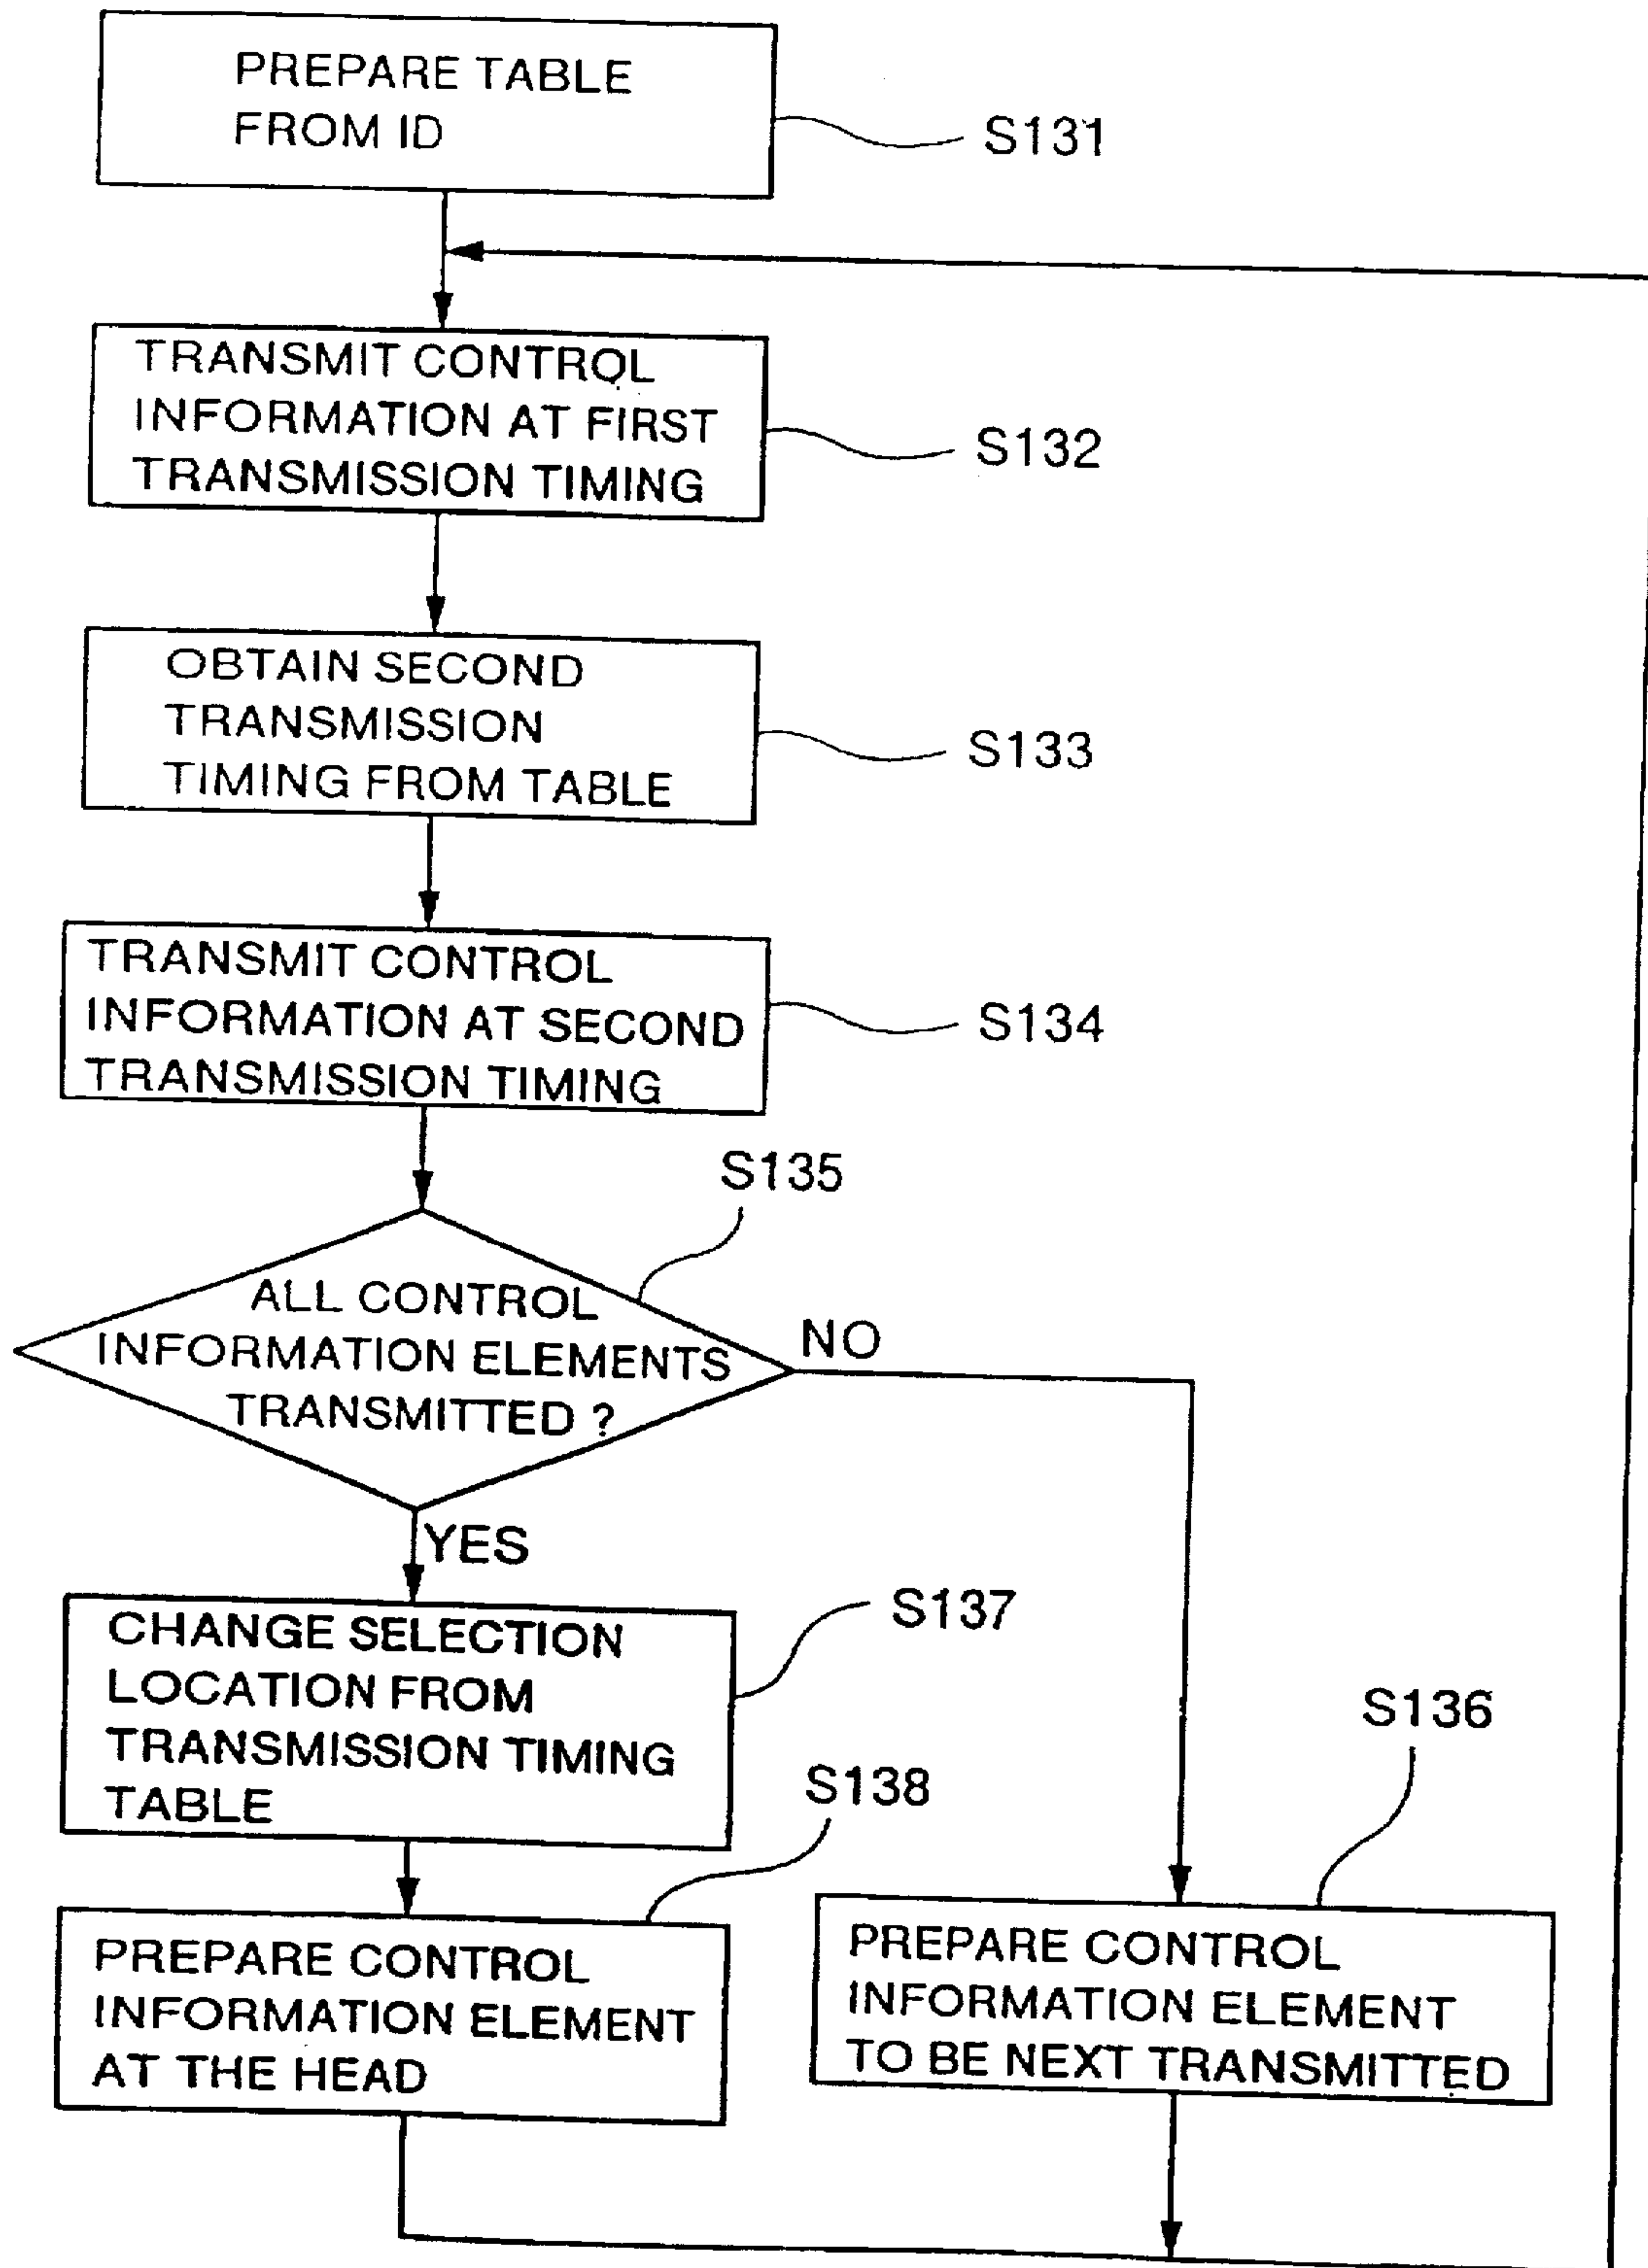 PREPARE TABLE
FROM ID
S131
TRANSMIT CONTROL
INFORMATION AT FIRST
TRANSMISSION TIMING
S132
OBTAIN SECOND
TRANSMISSION
TIMING FROM TABLE
S133
TRANSMIT CONTROL
INFORMATION AT SECOND
TRANSMISSION TIMING
S134
S135
ALL CONTROL
INFORMATION ELEMENTS
TRANSMITTED ?
NO
YES
CHANGE SELECTION
LOCATION FROM
TRANSMISSION TIMING
TABLE
S137
S136
S138
PREPARE CONTROL
INFORMATION ELEMENT
AT THE HEAD
PREPARE CONTROL
INFORMATION ELEMENT
TO BE NEXT TRANSMITTED